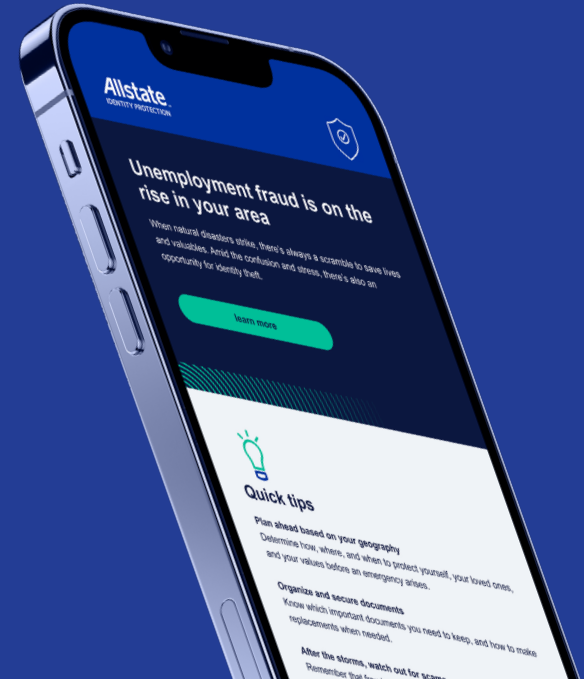 Allstate™
IDENTITY PROTECTION
Unemployment fraud is on the
rise in your area
When natural disasters strike, there's always a scramble to save lives
and valuables. Amid the confusion and stress, there's also an
opportunity for identity theft.
learn more
Quick tips
Plan ahead based on your geography
Determine how, where, and when to protect yourself, your loved ones,
and your values before an emergency arises.
Organize and secure documents
Know which important documents you need to keep, and how to make
replacements when needed.
After the storms, watch out for
Remember that